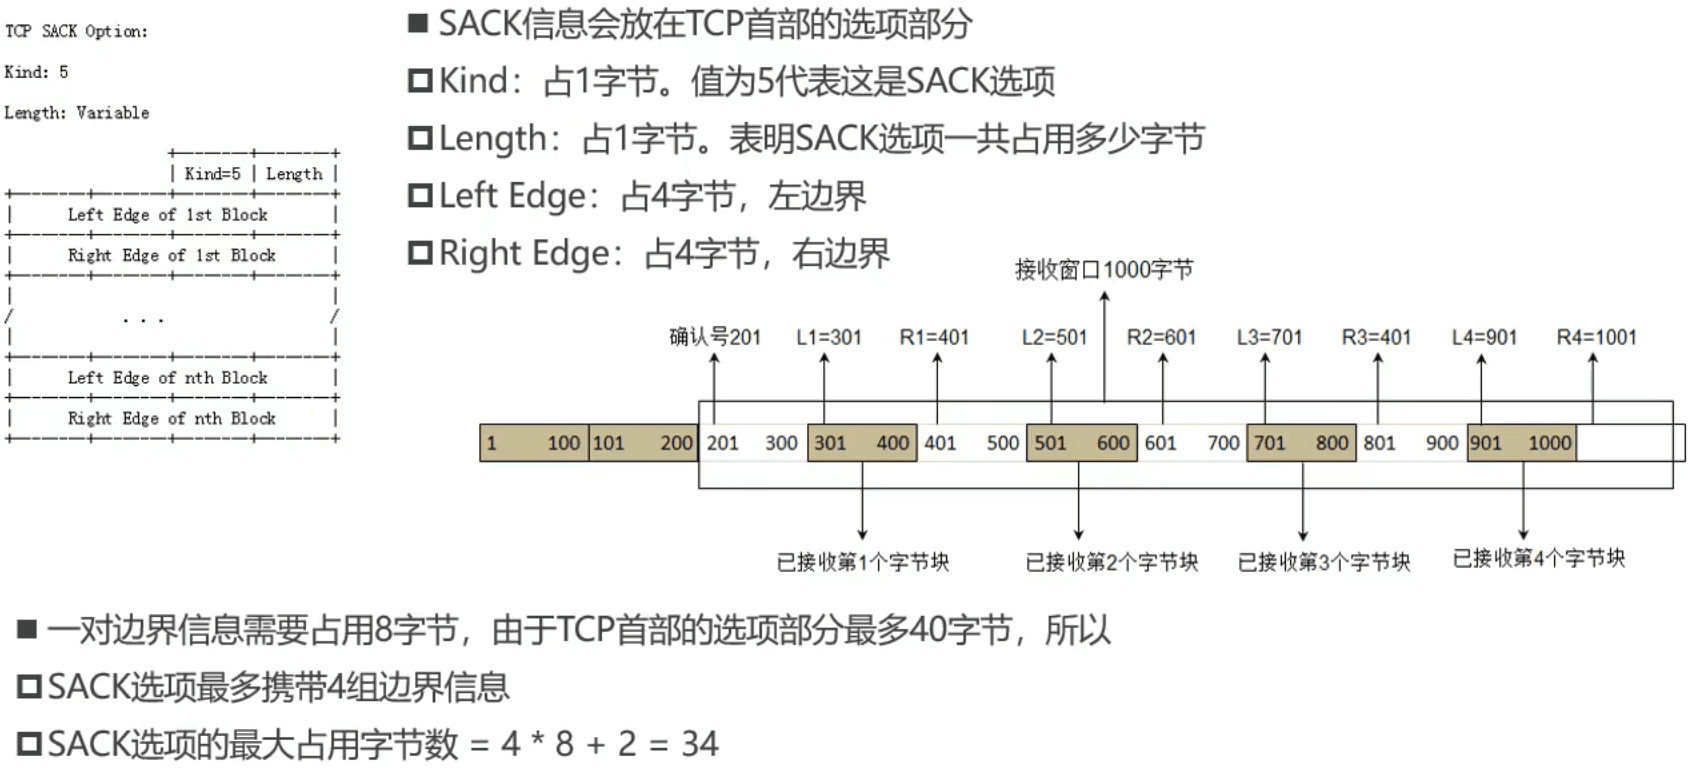 TCP SACK Option:
Kind: 5
Length: Variable
Kind=5 Length
Left Edge of 1st Block
Right Edge of 1st Block
...
Left Edge of nth Block
Right Edge of nth Block
SACK信息会放在TCP首部的选项部分
Kind：占1字节。值为5代表这是SACK选项
Length：占1字节。表明SACK选项一共占用多少字节
Left Edge：占4字节，左边界
Right Edge：占4字节，右边界
接收窗口1000字节
确认号201 L1=301 R1=401 L2=501 R2=601 L3=701 R3=401 L4=901 R4=1001
1 100 101 200 201 300 301 400 401 500 501 600 601 700 701 800 801 900 901 1000
已接收第1个字节块 已接收第2个字节块 已接收第3个字节块 已接收第4个字节块
一对边界信息需要占用8字节，由于TCP首部的选项部分最多40字节，所以
SACK选项最多携带4组边界信息
SACK选项的最大占用字节数 = 4 * 8 + 2 = 34